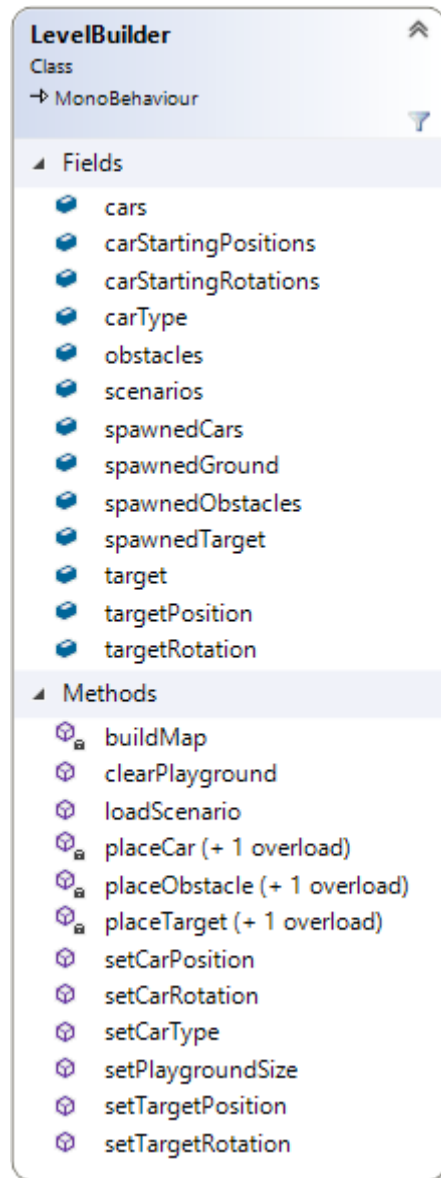 LevelBuilder
Class
MonoBehaviour
Fields
cars
carStartingPositions
carStartingRotations
carType
obstacles
scenarios
spawnedCars
spawnedGround
spawnedObstacles
spawnedTarget
target
targetPosition
targetRotation
Methods
buildMap
clearPlayground
loadScenario
placeCar (+ 1 overload)
placeObstacle (+ 1 overload)
placeTarget (+ 1 overload)
setCarPosition
setCarRotation
setCarType
setPlaygroundSize
setTargetPosition
setTargetRotation